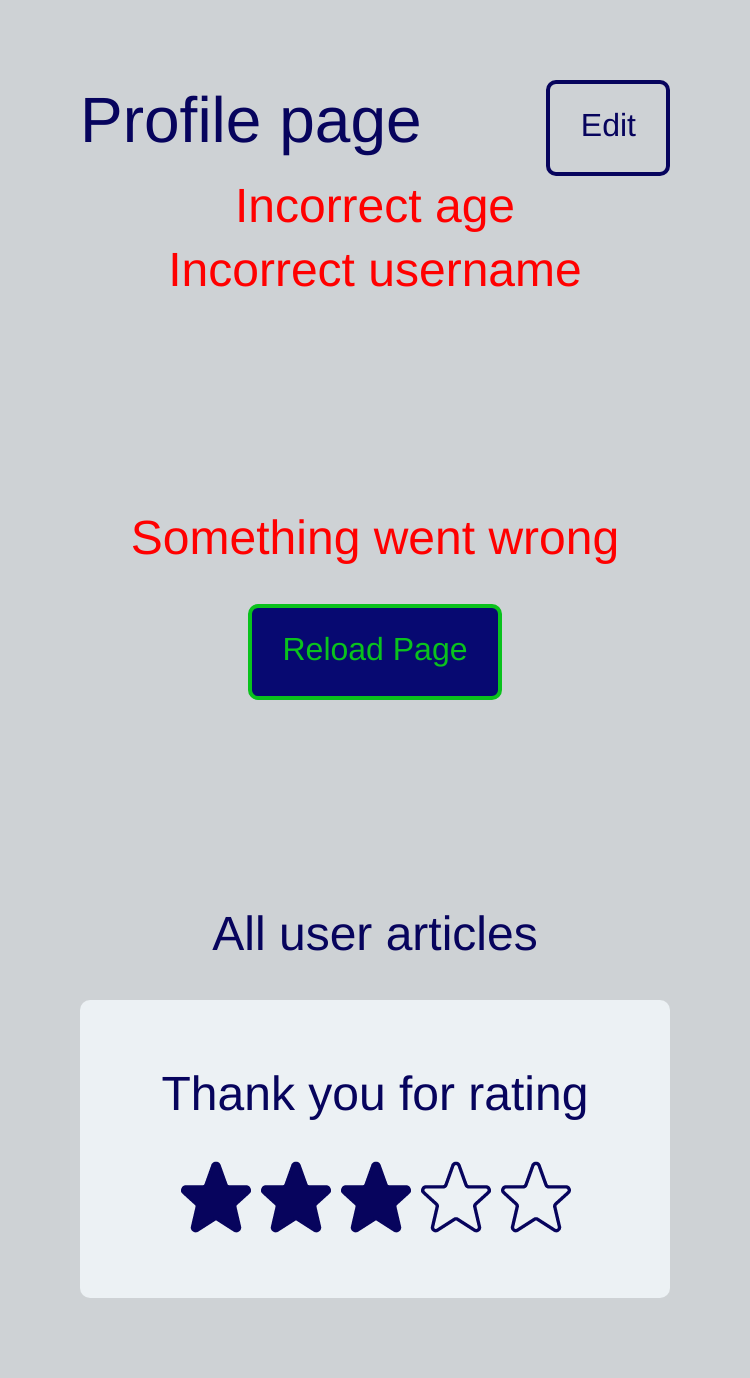 Profile page
Edit
Incorrect age
Incorrect username
Something went wrong
Reload Page
All user articles
Thank you for rating